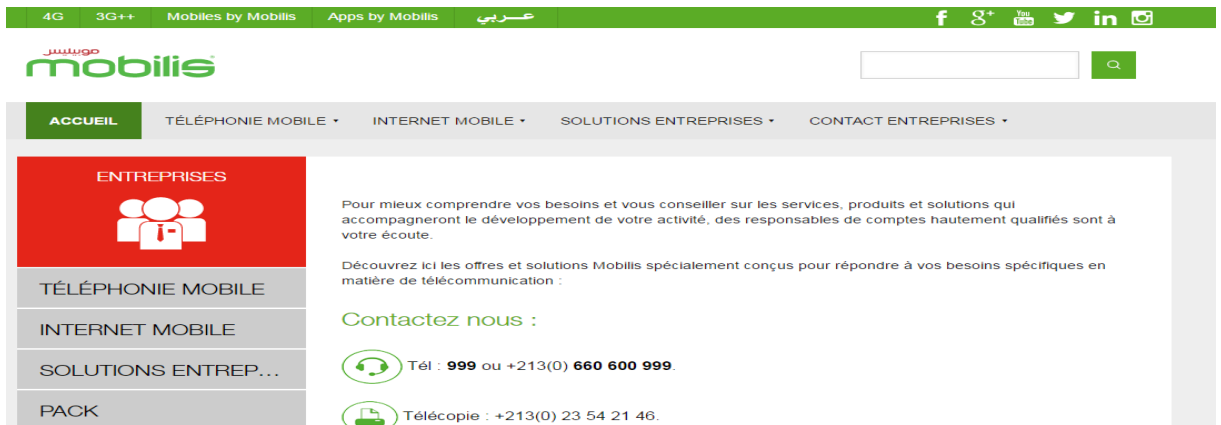 4G 3G++ Mobiles by Mobilis Apps by Mobilis عــــربي f g+ You Tube in
موبيليس
mobilis
ACCUEIL TÉLÉPHONIE MOBILE INTERNET MOBILE SOLUTIONS ENTREPRISES CONTACT ENTREPRISES
ENTREPRISES
TÉLÉPHONIE MOBILE
INTERNET MOBILE
SOLUTIONS ENTREP...
PACK
Pour mieux comprendre vos besoins et vous conseiller sur les services, produits et solutions qui
accompagneront le développement de votre activité, des responsables de comptes hautement qualifiés sont à
votre écoute.
Découvrez ici les offres et solutions Mobilis spécialement conçus pour répondre à vos besoins spécifiques en
matière de télécommunication :
Contactez nous :
Tél : 999 ou +213(0) 660 600 999.
Télécopie : +213(0) 23 54 21 46.